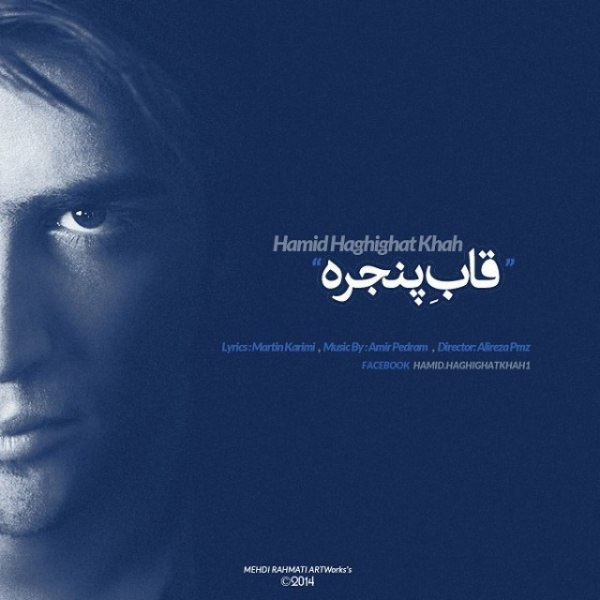 Hamid Haghighat Khah
“ قابِ پنجره ”
Lyrics : Martin Karimi , Music By : Amir Pedram , Director: Alireza Pmz
FACEBOOK HAMID.HAGHIGHATKHAH1
MEHDI RAHMATI ARTWorks's
©2014